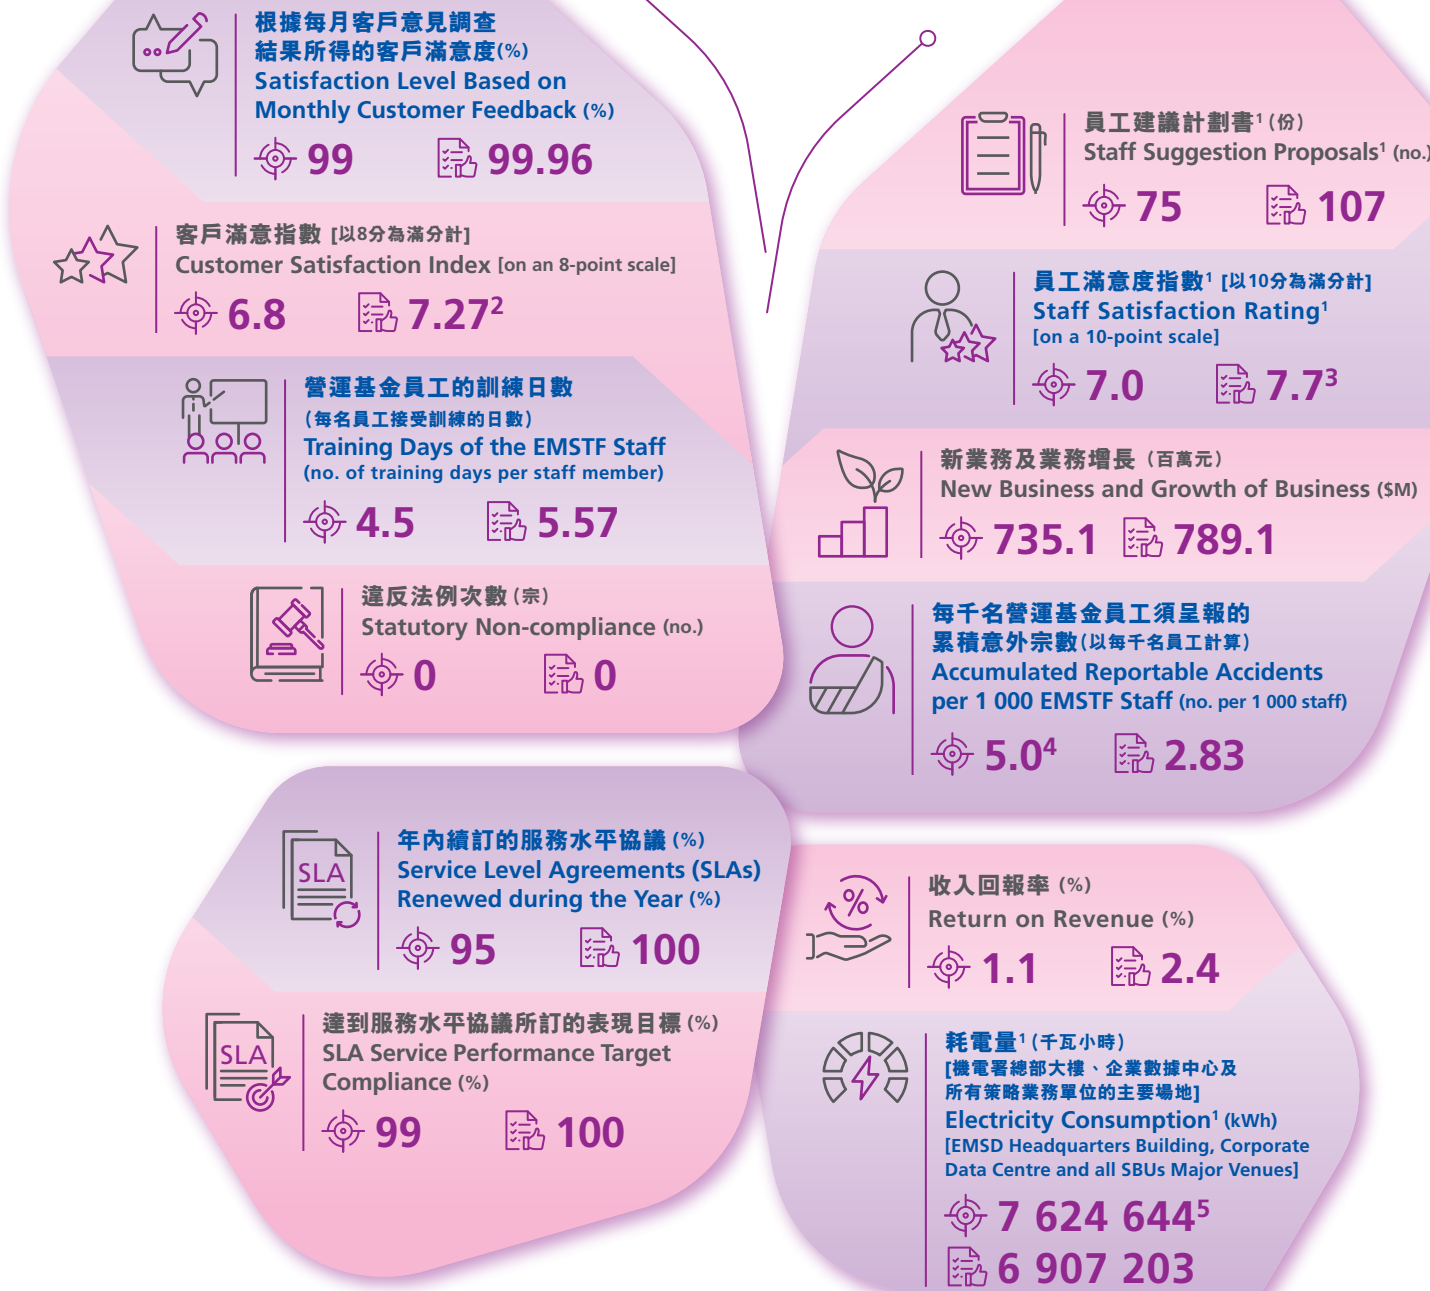 根據每月客戶意見調查
結果所得的客戶滿意度(%)
Satisfaction Level Based on
Monthly Customer Feedback (%)
99 99.96
客戶滿意指數 [以8分為滿分計]
Customer Satisfaction Index [on an 8-point scale]
6.8 7.27²
營運基金員工的訓練日數
(每名員工接受訓練的日數)
Training Days of the EMSTF Staff
(no. of training days per staff member)
4.5 5.57
違反法例次數(宗)
Statutory Non-compliance (no.)
0 0
SLA
年內續訂的服務水平協議(%)
Service Level Agreements (SLAs)
Renewed during the Year (%)
95 100
SLA
達到服務水平協議所訂的表現目標(%)
SLA Service Performance Target
Compliance (%)
99 100
員工建議計劃書¹(份)
Staff Suggestion Proposals¹ (no.)
75 107
員工滿意度指數¹ [以10分為滿分計]
Staff Satisfaction Rating¹
[on a 10-point scale]
7.0 7.7³
新業務及業務增長(百萬元)
New Business and Growth of Business ($M)
735.1 789.1
每千名營運基金員工須呈報的
累積意外宗數(以每千名員工計算)
Accumulated Reportable Accidents
per 1 000 EMSTF Staff (no. per 1 000 staff)
5.0⁴ 2.83
%
收入回報率(%)
Return on Revenue (%)
1.1 2.4
耗電量¹(千瓦小時)
[機電署總部大樓、企業數據中心及
所有策略業務單位的主要場地]
Electricity Consumption¹ (kWh)
[EMSD Headquarters Building, Corporate
Data Centre and all SBUs Major Venues]
7 624 644⁵
6 907 203